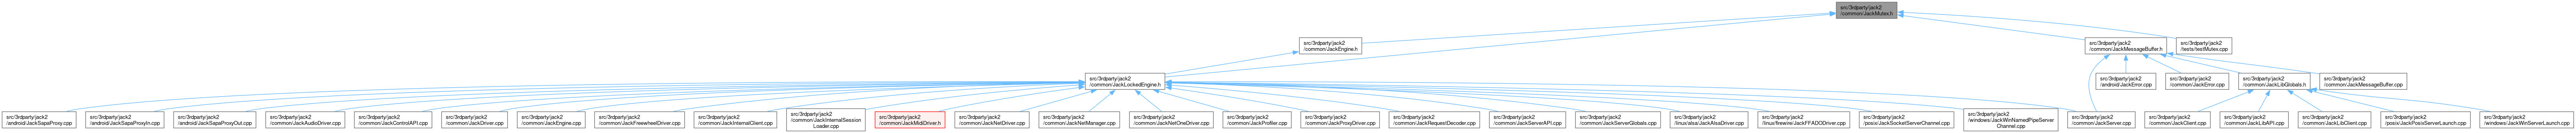 src/3rdparty/jack2
/common/JackMutex.h
src/3rdparty/jack2
/common/JackEngine.h
src/3rdparty/jack2
/common/JackMessageBuffer.h
src/3rdparty/jack2
/tests/testMutex.cpp
src/3rdparty/jack2
/common/JackLockedEngine.h
src/3rdparty/jack2
/android/JackError.cpp
src/3rdparty/jack2
/common/JackError.cpp
src/3rdparty/jack2
/common/JackLibGlobals.h
src/3rdparty/jack2
/common/JackMessageBuffer.cpp
src/3rdparty/jack2
/android/JackSapaProxy.cpp
src/3rdparty/jack2
/android/JackSapaProxyIn.cpp
src/3rdparty/jack2
/android/JackSapaProxyOut.cpp
src/3rdparty/jack2
/common/JackAudioDriver.cpp
src/3rdparty/jack2
/common/JackControlAPI.cpp
src/3rdparty/jack2
/common/JackDriver.cpp
src/3rdparty/jack2
/common/JackEngine.cpp
src/3rdparty/jack2
/common/JackFreewheelDriver.cpp
src/3rdparty/jack2
/common/JackInternalClient.cpp
src/3rdparty/jack2
/common/JackInternalSession
Loader.cpp
src/3rdparty/jack2
/common/JackMidiDriver.h
src/3rdparty/jack2
/common/JackNetDriver.cpp
src/3rdparty/jack2
/common/JackNetManager.cpp
src/3rdparty/jack2
/common/JackNetOneDriver.cpp
src/3rdparty/jack2
/common/JackProfiler.cpp
src/3rdparty/jack2
/common/JackProxyDriver.cpp
src/3rdparty/jack2
/common/JackRequestDecoder.cpp
src/3rdparty/jack2
/common/JackServerAPI.cpp
src/3rdparty/jack2
/common/JackServerGlobals.cpp
src/3rdparty/jack2
/linux/alsa/JackAlsaDriver.cpp
src/3rdparty/jack2
/linux/firewire/JackFFADODriver.cpp
src/3rdparty/jack2
/posix/JackSocketServerChannel.cpp
src/3rdparty/jack2
/windows/JackWinNamedPipeServer
Channel.cpp
src/3rdparty/jack2
/common/JackServer.cpp
src/3rdparty/jack2
/common/JackClient.cpp
src/3rdparty/jack2
/common/JackLibAPI.cpp
src/3rdparty/jack2
/common/JackLibClient.cpp
src/3rdparty/jack2
/posix/JackPosixServerLaunch.cpp
src/3rdparty/jack2
/windows/JackWinServerLaunch.cpp